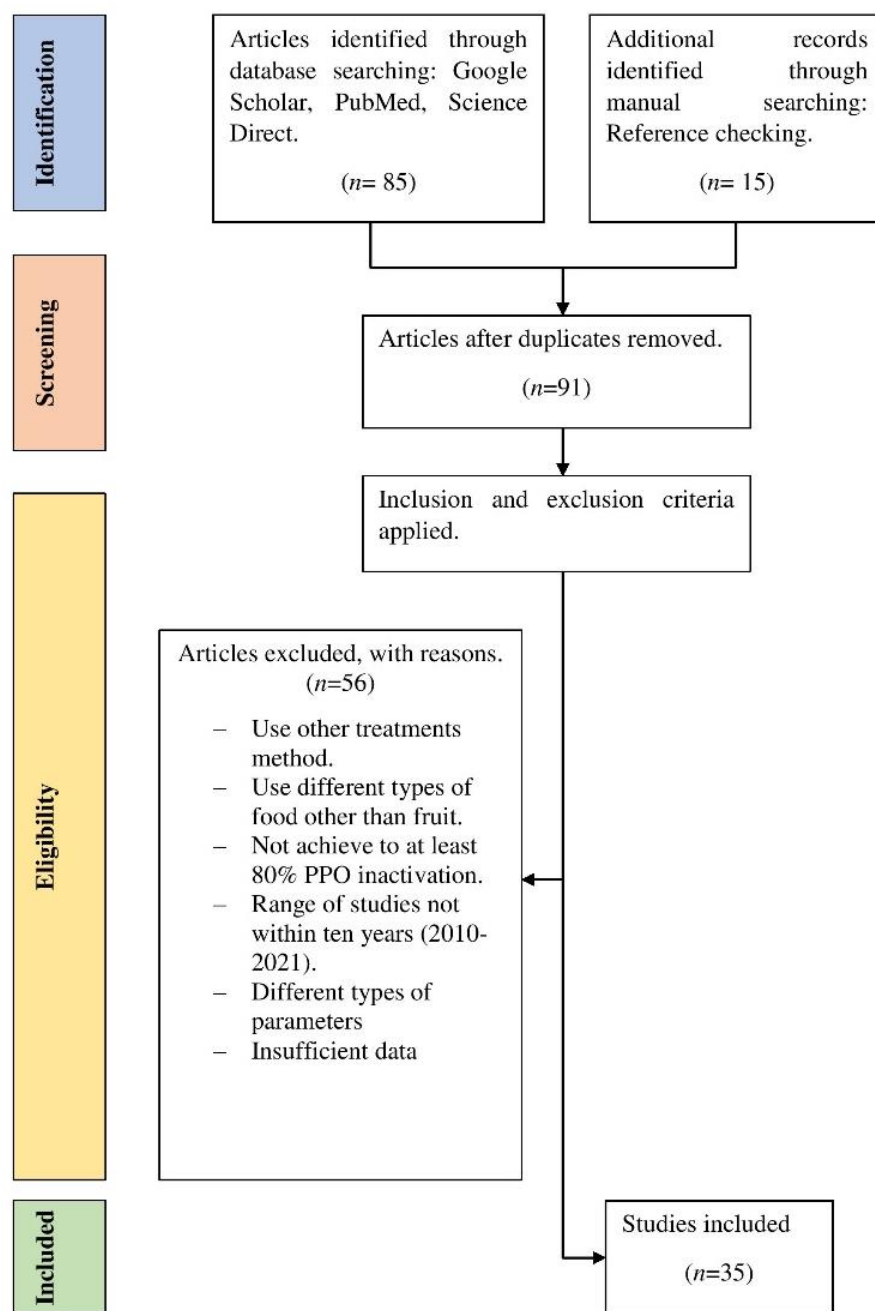 Identification
Articles identified through
database searching: Google
Scholar, PubMed, Science
Direct.
(n= 85)
Additional records
identified through
manual searching:
Reference checking.
(n= 15)
Screening
Articles after duplicates removed.
(n=91)
Inclusion and exclusion criteria
applied.
Eligibility
Articles excluded, with reasons.
(n=56)
– Use other treatments
method.
– Use different types of
food other than fruit.
– Not achieve to at least
80% PPO inactivation.
– Range of studies not
within ten years (2010-
2021).
– Different types of
parameters
– Insufficient data
Included
Studies included
(n=35)